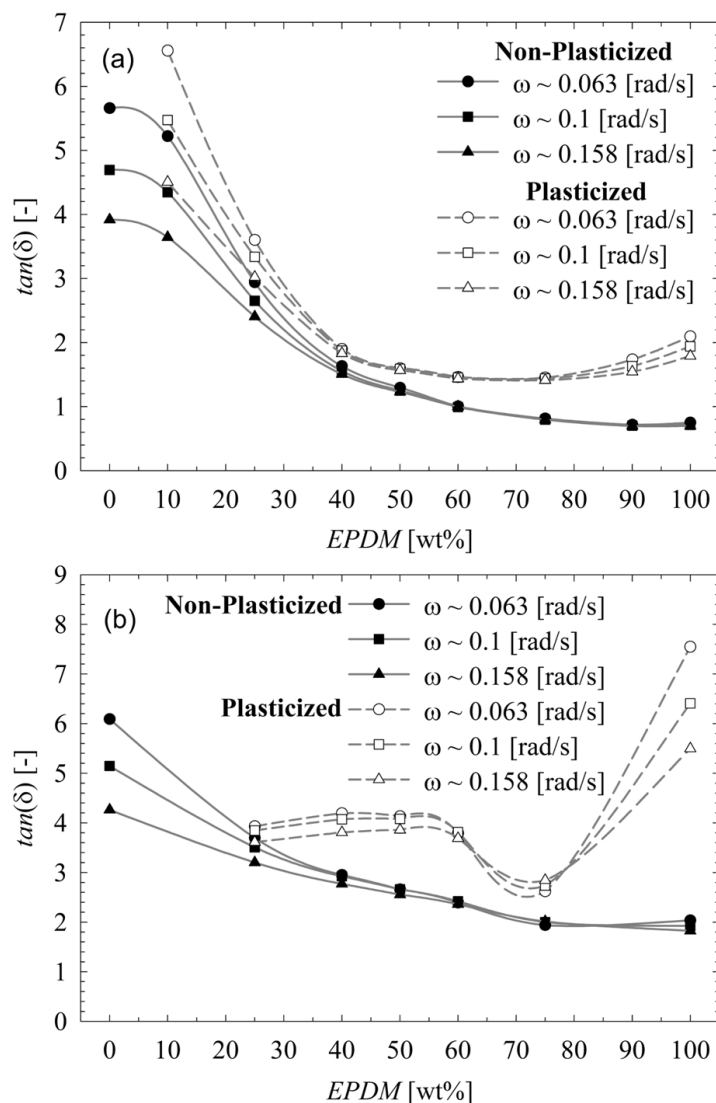 7
(a)
Non-Plasticized
6
ω ~ 0.063 [rad/s]
ω ~ 0.1 [rad/s]
5
ω ~ 0.158 [rad/s]
Plasticized
4
ω ~ 0.063 [rad/s]
ω ~ 0.1 [rad/s]
3
ω ~ 0.158 [rad/s]
tan(δ) [-]
2
1
0
0 10 20 30 40 50 60 70 80 90 100
EPDM [wt%]
9
(b)
Non-Plasticized ω ~ 0.063 [rad/s]
8
ω ~ 0.1 [rad/s]
7
ω ~ 0.158 [rad/s]
Plasticized ω ~ 0.063 [rad/s]
6
ω ~ 0.1 [rad/s]
5
ω ~ 0.158 [rad/s]
tan(δ) [-]
4
3
2
1
0
0 10 20 30 40 50 60 70 80 90 100
EPDM [wt%]